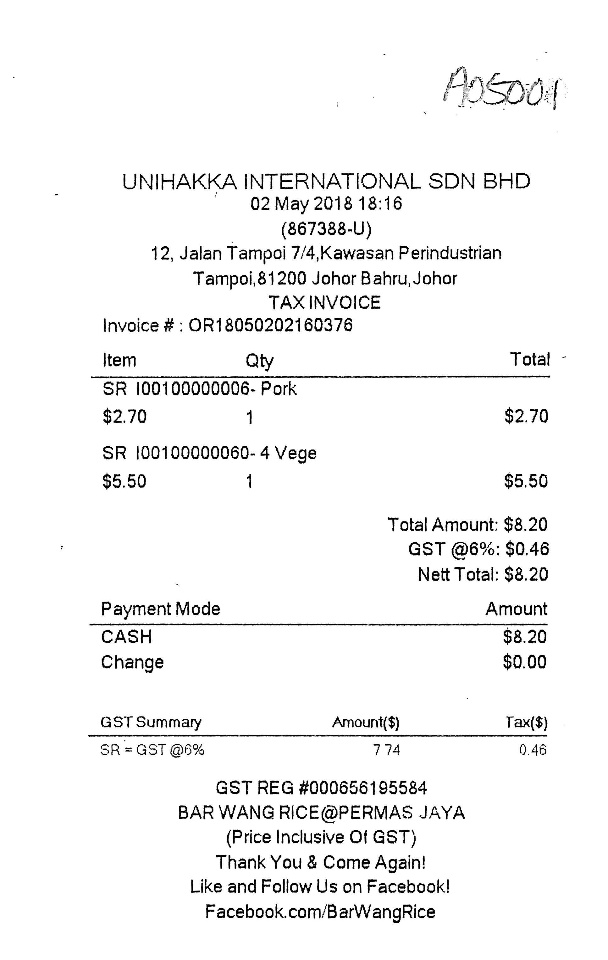 UNIHAKKA INTERNATIONAL SDN BHD
02 May 2018 18:16
(867388-U)
12, Jalan Tampoi 7/4,Kawasan Perindustrian
Tampoi,81200 Johor Bahru,Johor
TAX INVOICE
Invoice # : OR18050202160376
Item Qty Total
SR I00100000006- Pork
$2.70 1 $2.70
SR I00100000060- 4 Vege
$5.50 1 $5.50
Total Amount: $8.20
GST @6%: $0.46
Nett Total: $8.20
Payment Mode Amount
CASH $8.20
Change $0.00
GST Summary Amount($) Tax($)
SR = GST @6% 7.74 0.46
GST REG #000656195584
BAR WANG RICE@PERMAS JAYA
(Price Inclusive Of GST)
Thank You & Come Again!
Like and Follow Us on Facebook!
Facebook.com/BarWangRice